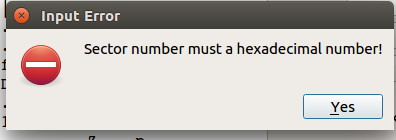 Input Error
Sector number must a hexadecimal number!
Yes